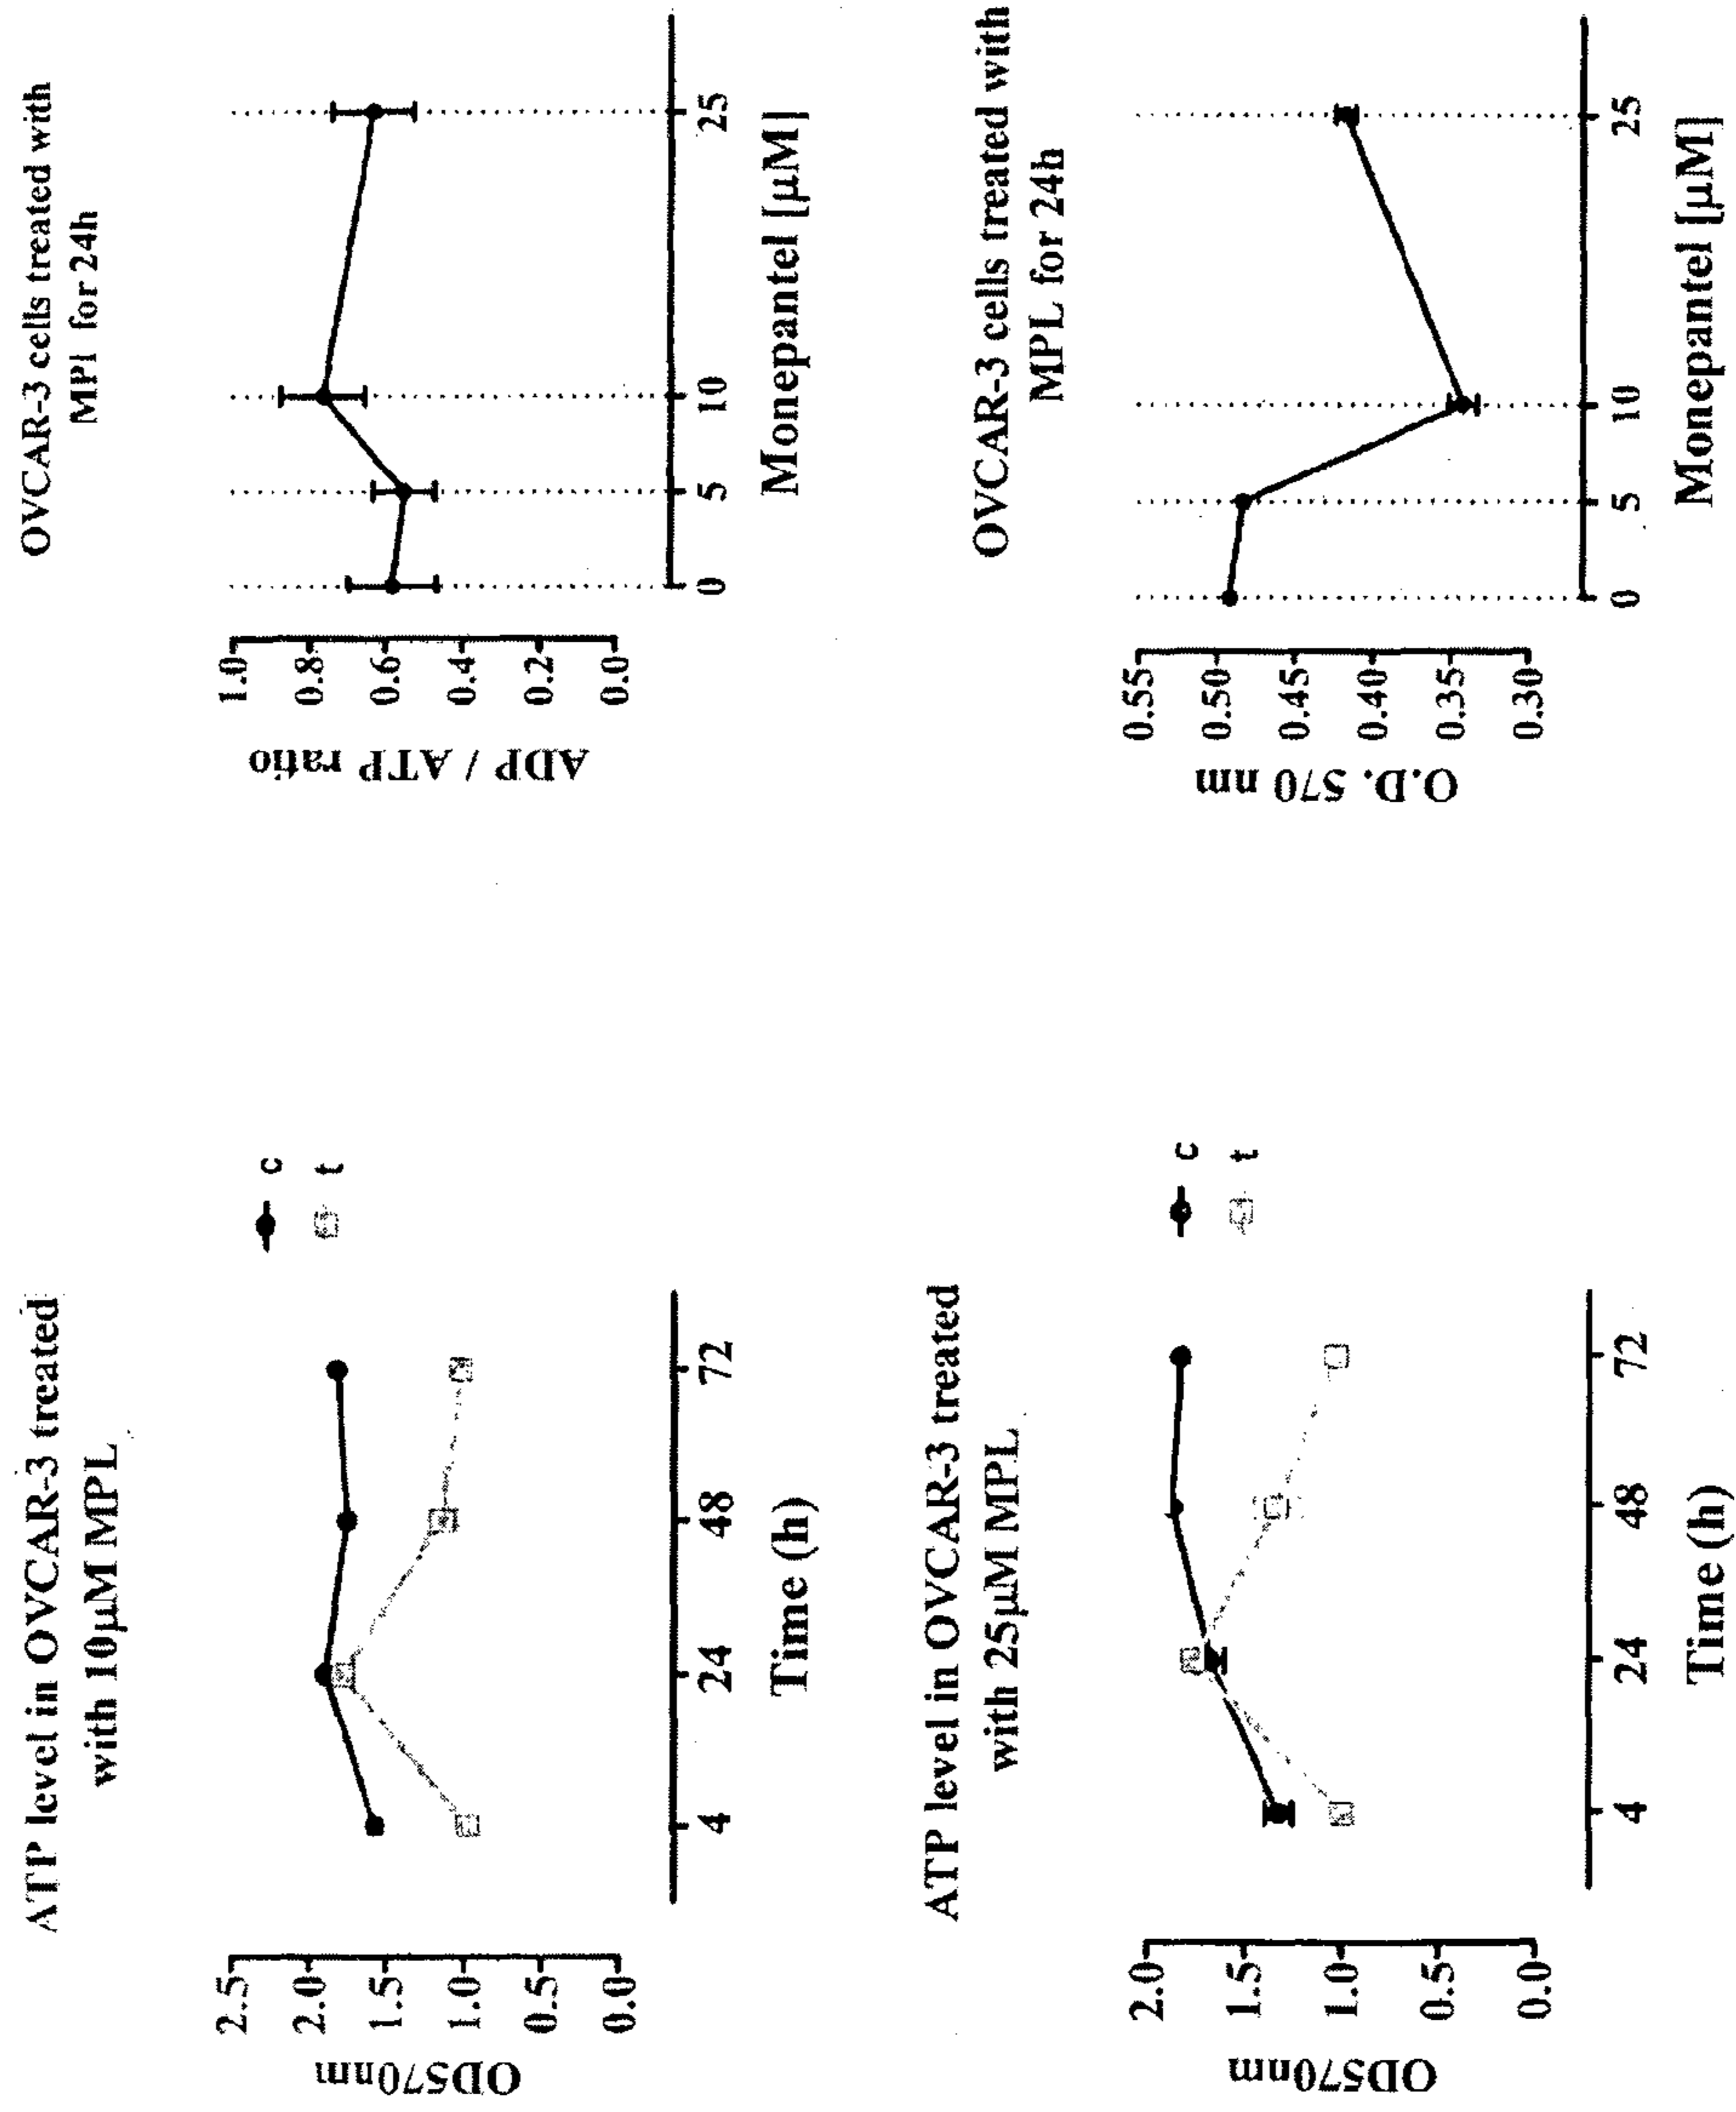 ATP level in OVCAR-3 treated
with 10µM MPL
OD570nm
2.5
2.0
1.5
1.0
0.5
0.0
4
24
48
72
Time (h)
c
t
OVCAR-3 cells treated with
MPl for 24h
ADP / ATP ratio
1.0
0.8
0.6
0.4
0.2
0.0
0
5
10
25
Monepantel [µM]
ATP level in OVCAR-3 treated
with 25µM MPL
OD570nm
2.0
1.5
1.0
0.5
0.0
4
24
48
72
Time (h)
c
t
OVCAR-3 cells treated with
MPL for 24h
O.D. 570 nm
0.55
0.50
0.45
0.40
0.35
0.30
0
5
10
25
Monepantel [µM]